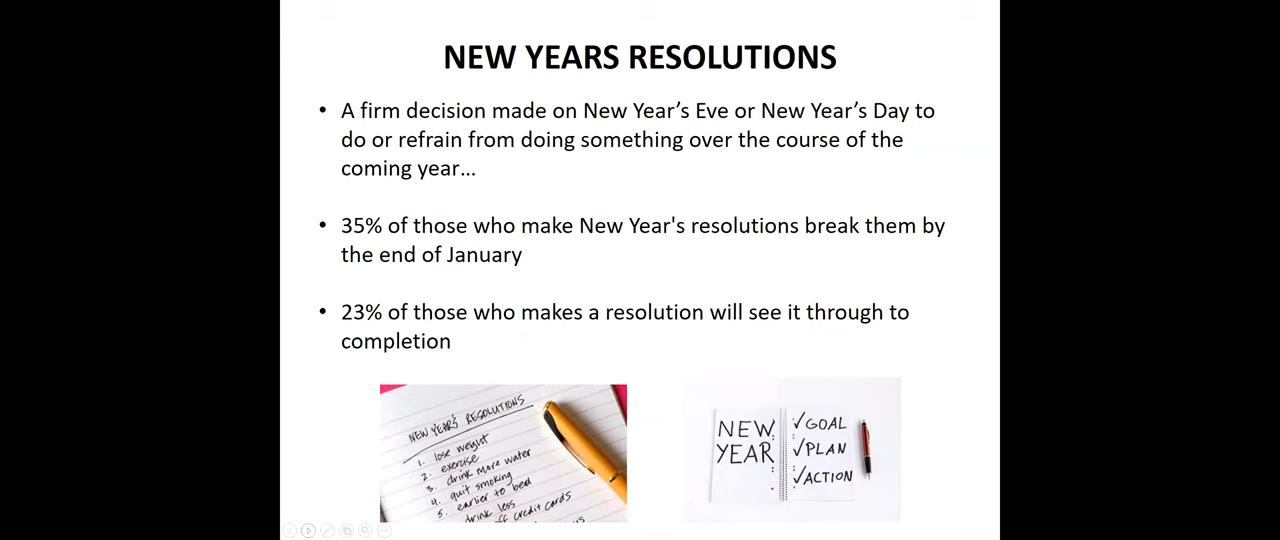 NEW YEARS RESOLUTIONS
• A firm decision made on New Year’s Eve or New Year’s Day to
do or refrain from doing something over the course of the
coming year...
• 35% of those who make New Year's resolutions break them by
the end of January
• 23% of those who makes a resolution will see it through to
completion
NEW YEAR'S RESOLUTIONS
1. lose weight
2. exercise
3. drink more water
4. quit smoking
5. earlier to bed
drink less
credit cards
NEW
YEAR
✓GOAL
✓PLAN
✓ACTION